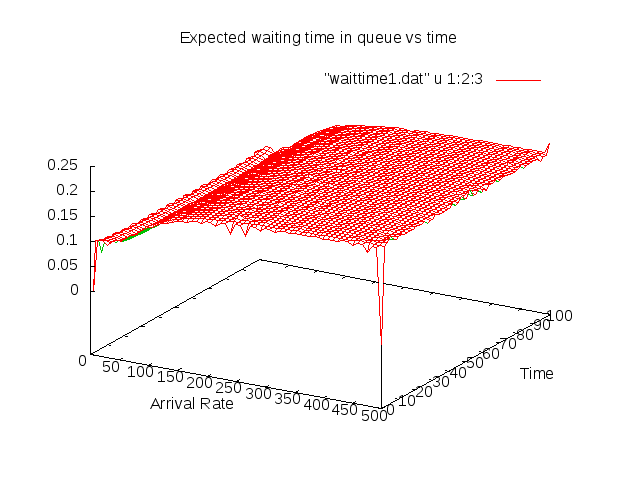 Expected waiting time in queue vs time
"waittime1.dat" u 1:2:3
0.25
0.2
0.15
0.1
0.05
0
0 50 100 150 200 250 300 350 400 450 500
Arrival Rate
0 10 20 30 40 50 60 70 80 90 100
Time